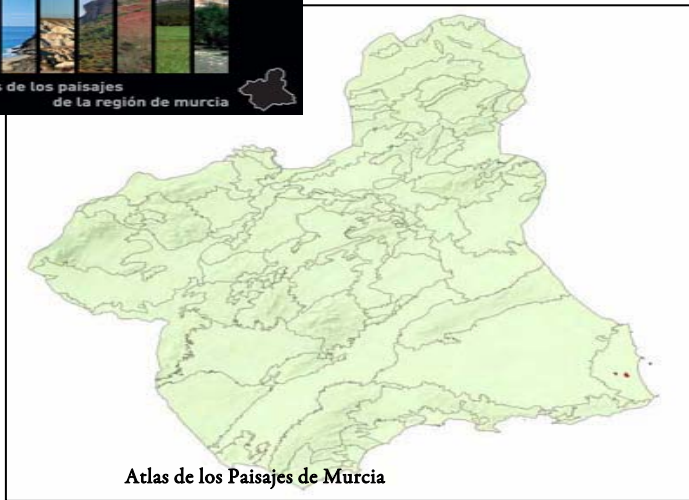 s de los paisajes
de la región de murcia
Atlas de los Paisajes de Murcia